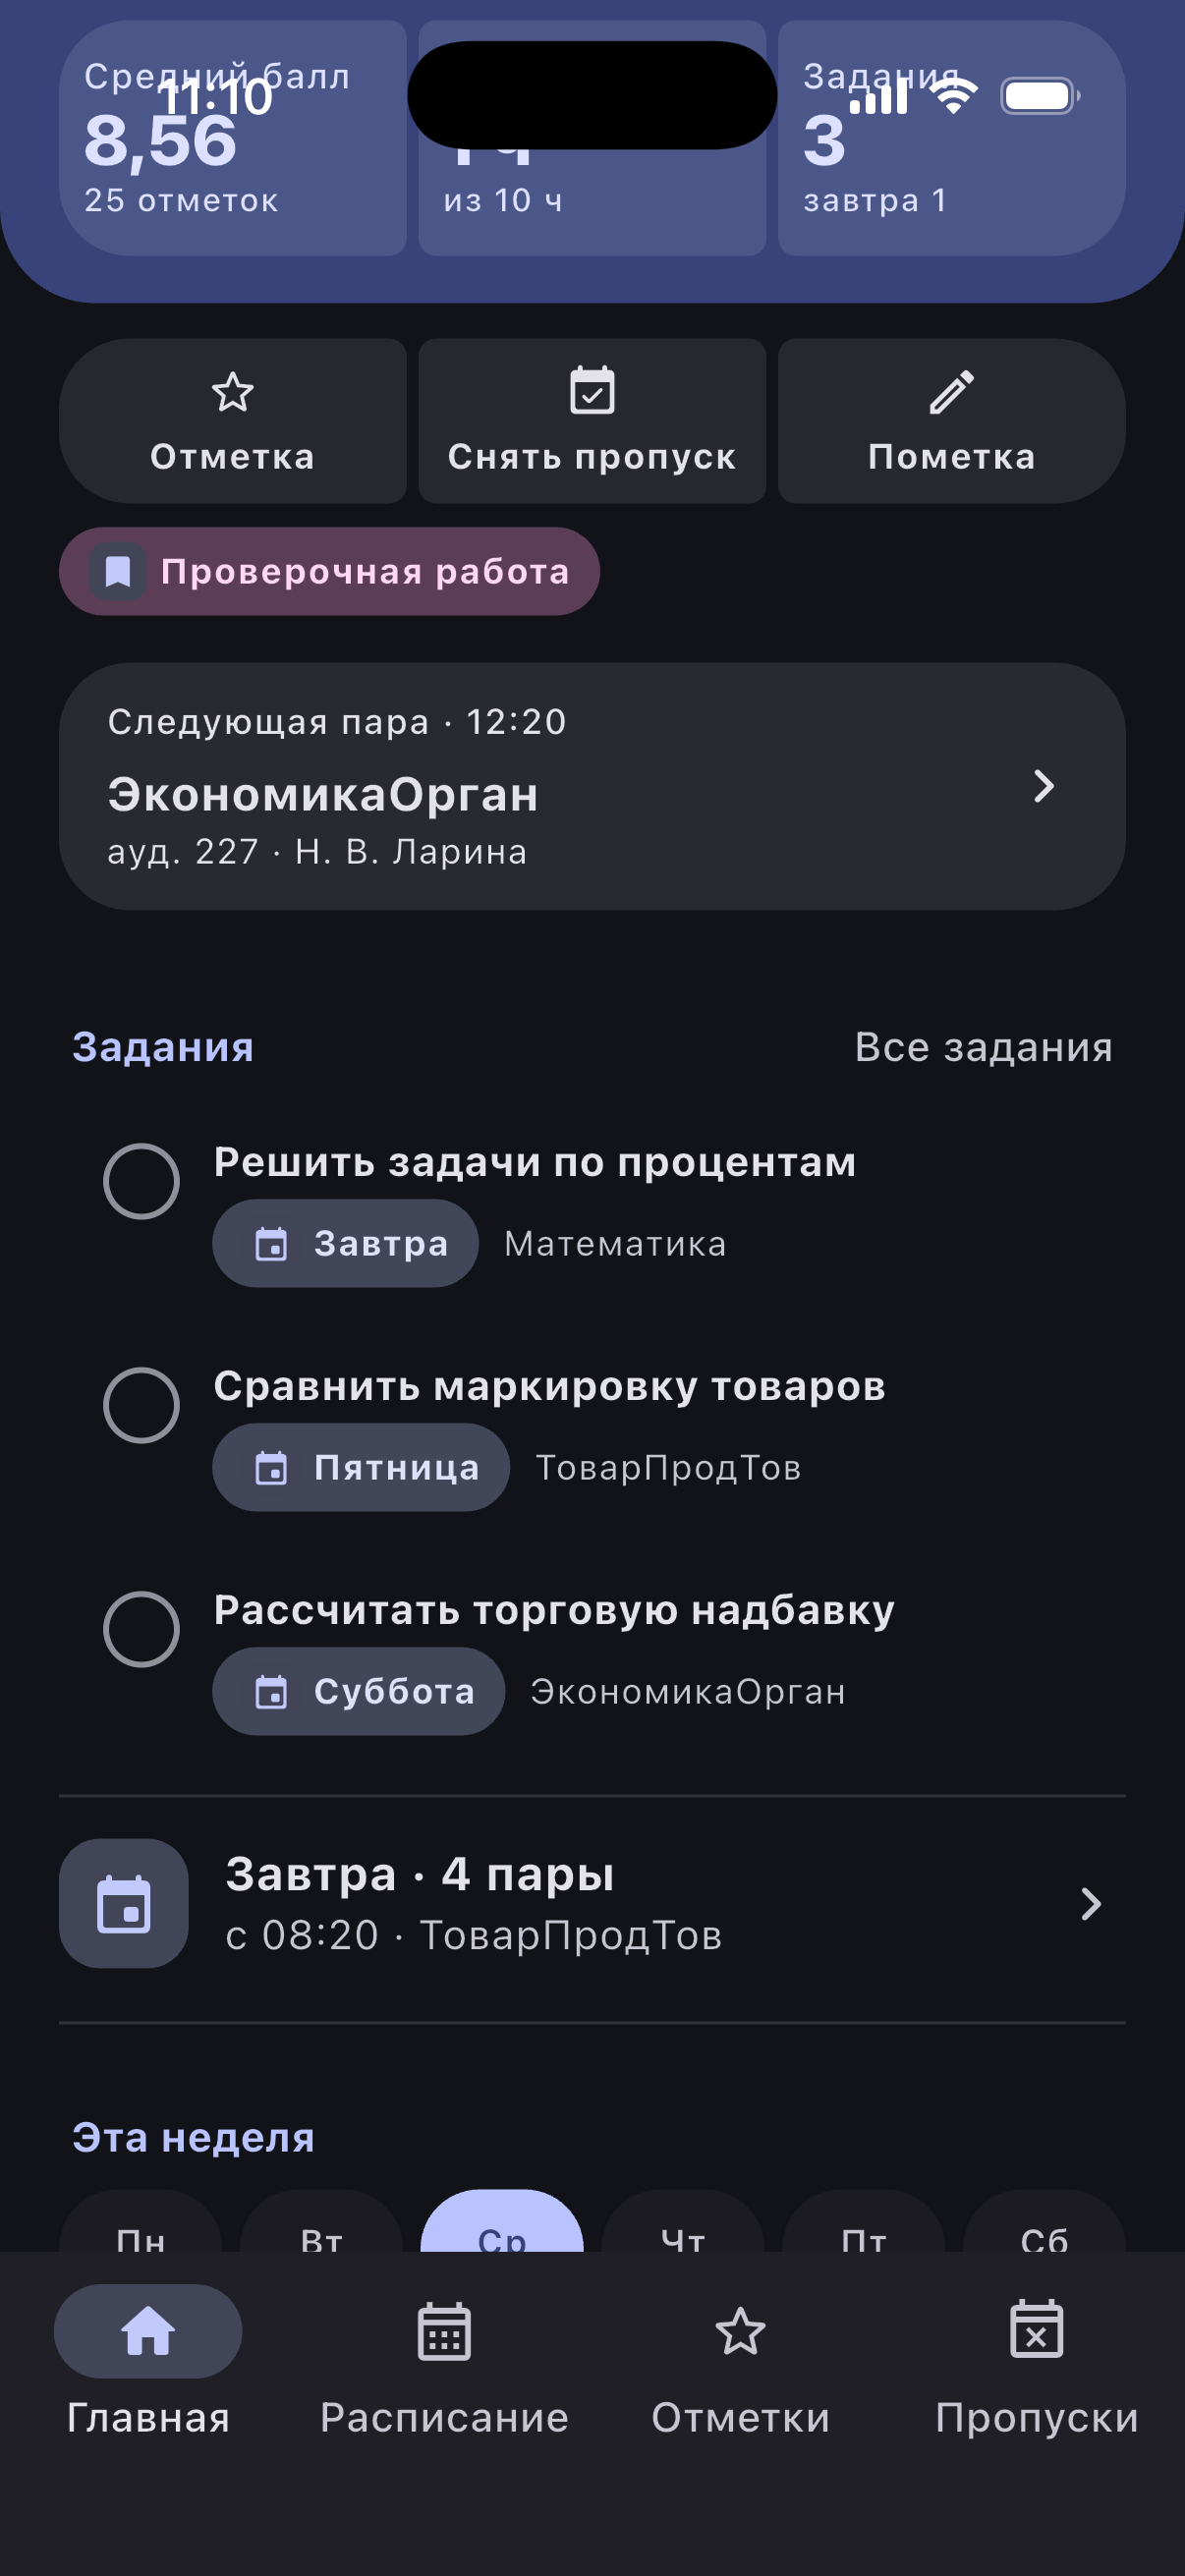 11:10
Средний балл
8,56
25 отметок
из 10 ч
Задания
3
завтра 1
Отметка
Снять пропуск
Пометка
Проверочная работа
Следующая пара · 12:20
ЭкономикаОрган
ауд. 227 · Н. В. Ларина
Задания
Все задания
Решить задачи по процентам
Завтра
Математика
Сравнить маркировку товаров
Пятница
ТоварПродТов
Рассчитать торговую надбавку
Суббота
ЭкономикаОрган
Завтра · 4 пары
с 08:20 · ТоварПродТов
Эта неделя
Пн
Вт
Ср
Чт
Пт
Сб
Главная
Расписание
Отметки
Пропуски